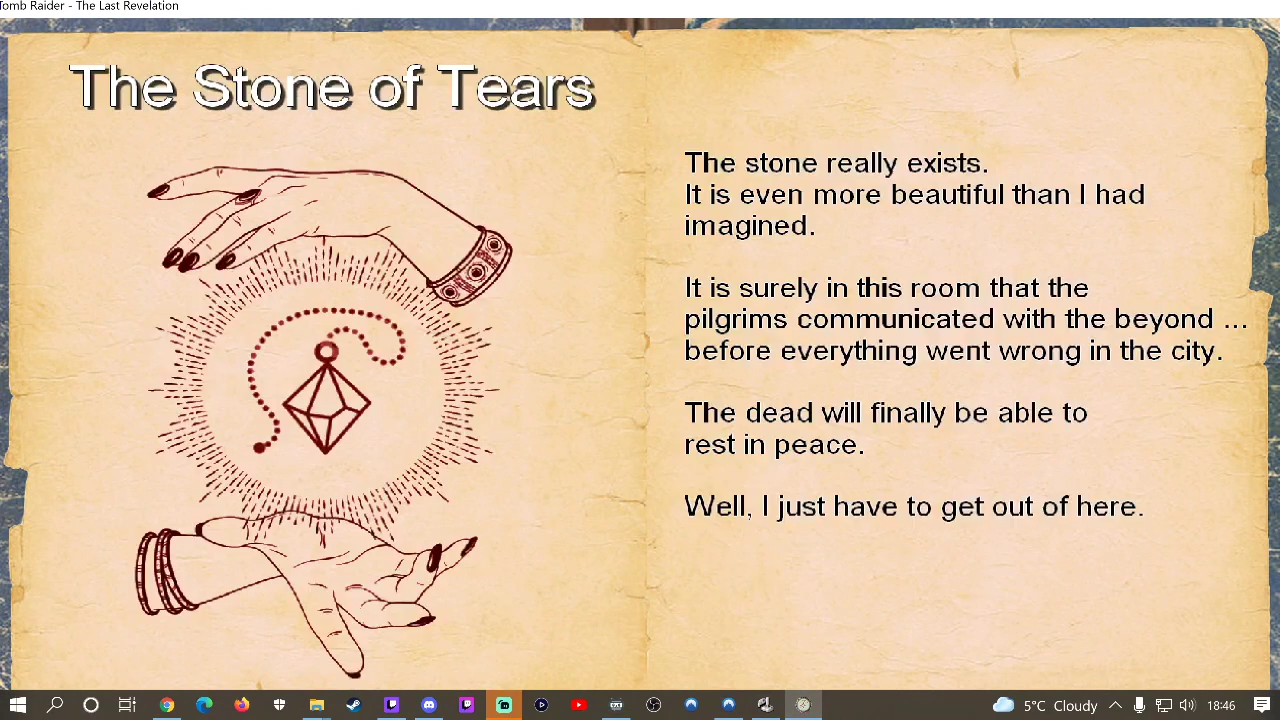 Tomb Raider - The Last Revelation
The Stone of Tears
The stone really exists.
It is even more beautiful than I had
imagined.
It is surely in this room that the
pilgrims communicated with the beyond ...
before everything went wrong in the city.
The dead will finally be able to
rest in peace.
Well, I just have to get out of here.
5°C Cloudy
18:46